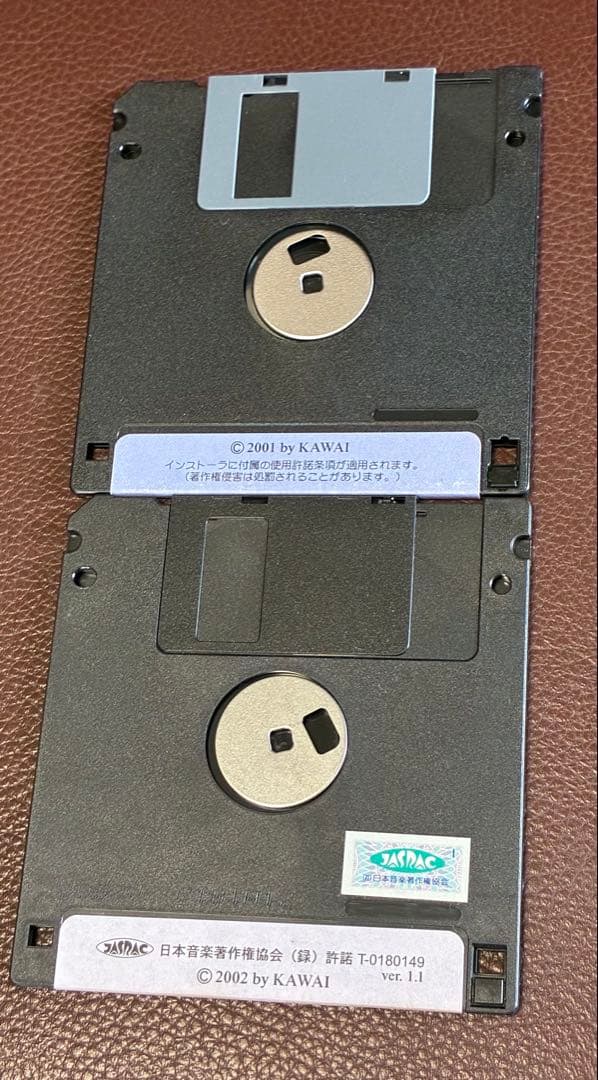 © 2001 by KAWAI
インストーラに付属の使用許諾条項が適用されます。
(著作権侵害は処罰されることがあります。)
JASRAC
日本音楽著作権協会
JASRAC 日本音楽著作権協会（録）許諾 T-0180149
© 2002 by KAWAI
ver. 1.1